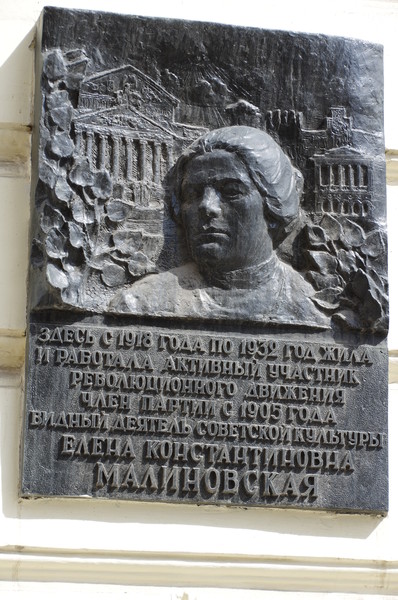 ЗДЕСЬ С 1918 ГОДА ПО 1932 ГОД ЖИЛА
И РАБОТАЛА АКТИВНЫЙ УЧАСТНИК
РЕВОЛЮЦИОННОГО ДВИЖЕНИЯ
ЧЛЕН ПАРТИИ С 1905 ГОДА
ВИДНЫЙ ДЕЯТЕЛЬ СОВЕТСКОЙ КУЛЬТУРЫ
ЕЛЕНА КОНСТАНТИНОВНА
МАЛИНОВСКАЯ